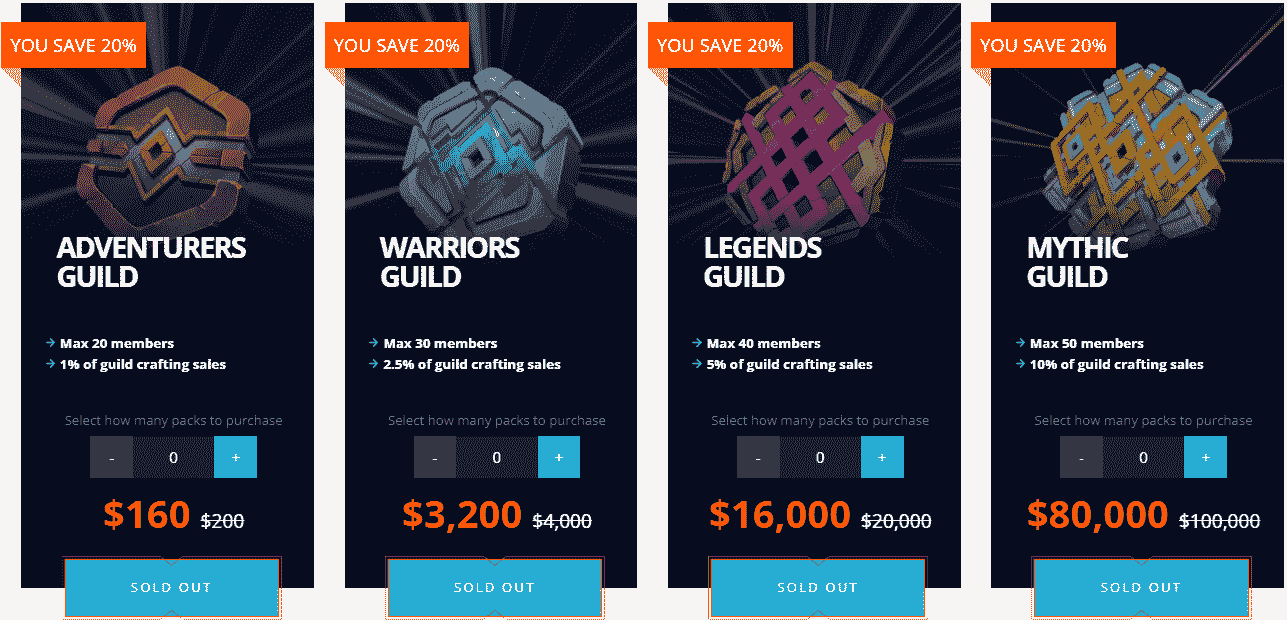 YOU SAVE 20%
ADVENTURERS
GUILD
→ Max 20 members
→ 1% of guild crafting sales
Select how many packs to purchase
- 0 +
$160 $200
SOLD OUT
YOU SAVE 20%
WARRIORS
GUILD
→ Max 30 members
→ 2.5% of guild crafting sales
Select how many packs to purchase
- 0 +
$3,200 $4,000
SOLD OUT
YOU SAVE 20%
LEGENDS
GUILD
→ Max 40 members
→ 5% of guild crafting sales
Select how many packs to purchase
- 0 +
$16,000 $20,000
SOLD OUT
YOU SAVE 20%
MYTHIC
GUILD
→ Max 50 members
→ 10% of guild crafting sales
Select how many packs to purchase
- 0 +
$80,000 $100,000
SOLD OUT